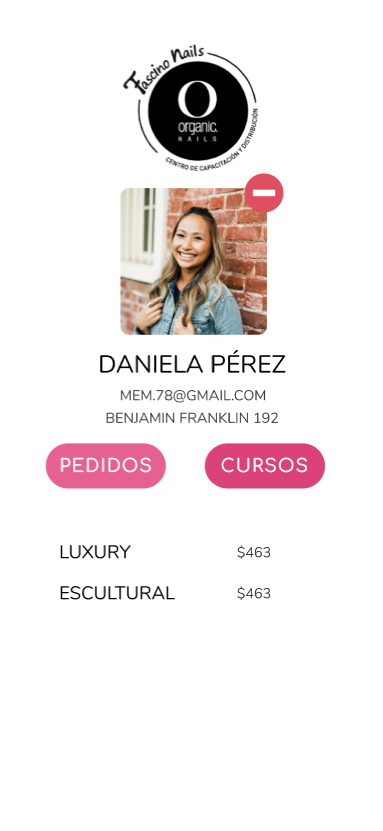 Fascino Nails
O
organic.
NAILS
CENTRO DE CAPACITACIÓN Y DISTRIBUCIÓN
DANIELA PÉREZ
MEM.78@GMAIL.COM
BENJAMIN FRANKLIN 192
PEDIDOS CURSOS
LUXURY $463
ESCULTURAL $463